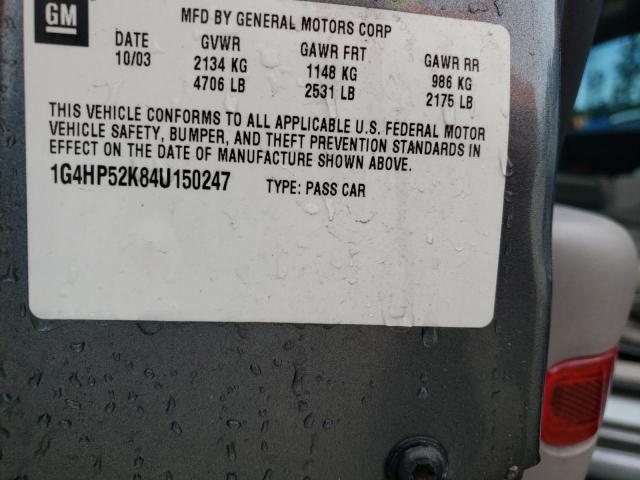 GM
MFD BY GENERAL MOTORS CORP
DATE GVWR GAWR FRT GAWR RR
10/03 2134 KG 1148 KG 986 KG
4706 LB 2531 LB 2175 LB
THIS VEHICLE CONFORMS TO ALL APPLICABLE U.S. FEDERAL MOTOR
VEHICLE SAFETY, BUMPER, AND THEFT PREVENTION STANDARDS IN
EFFECT ON THE DATE OF MANUFACTURE SHOWN ABOVE.
1G4HP52K84U150247 TYPE: PASS CAR